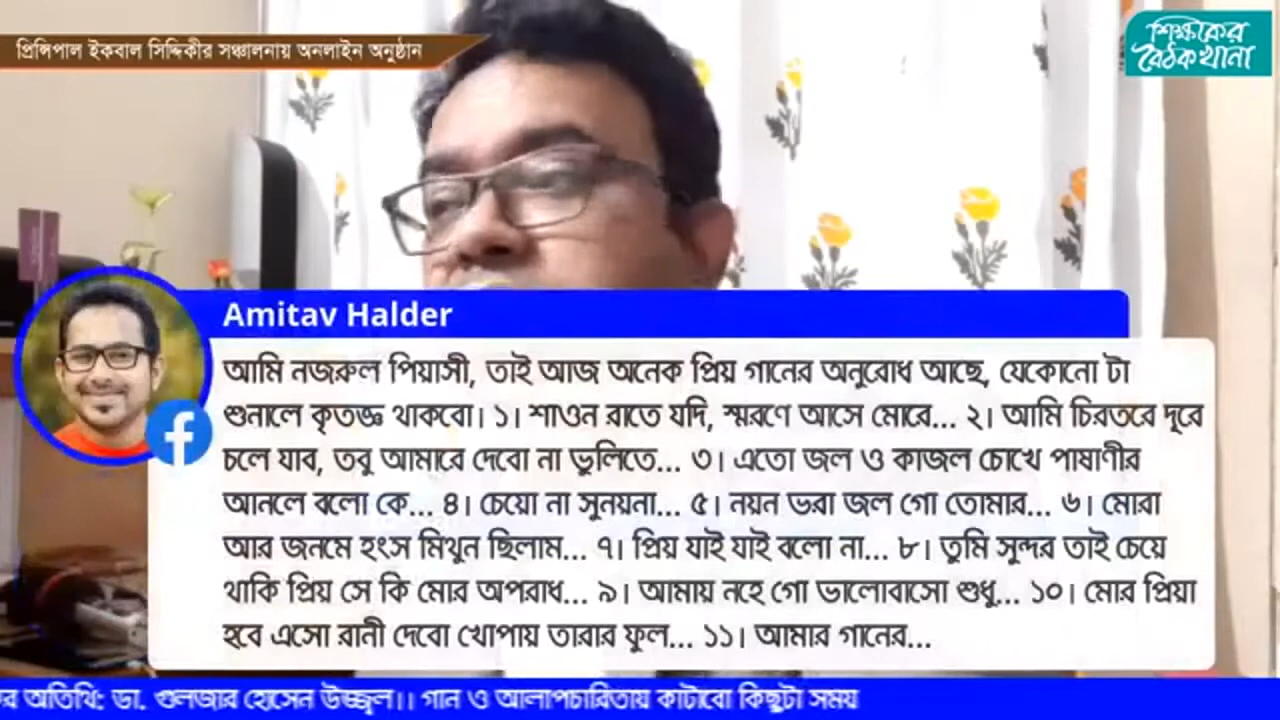 প্রিন্সিপাল ইকবাল সিদ্দিকীর সঞ্চালনায় অনলাইন অনুষ্ঠান
শিক্ষকের
বৈঠকখানা
Amitav Halder
আমি নজরুল পিয়াসী, তাই আজ অনেক প্রিয় গানের অনুরোধ আছে, যেকোনো টা
শুনালে কৃতজ্ঞ থাকবো। ১। শাওন রাতে যদি, স্মরণে আসে মোরে... ২। আমি চিরতরে দূরে
চলে যাব, তবু আমারে দেবো না ভুলিতে... ৩। এতো জল ও কাজল চোখে পাষাণীর
আনলে বলো কে... ৪। চেয়ো না সুনয়না... ৫। নয়ন ভরা জল গো তোমার... ৬। মোরা
আর জনমে হংস মিথুন ছিলাম... ৭। প্রিয় যাই যাই বলো না... ৮। তুমি সুন্দর তাই চেয়ে
থাকি প্রিয় সে কি মোর অপরাধ... ৯। আমায় নহে গো ভালোবাসো শুধু... ১০। মোর প্রিয়া
হবে এসো রানী দেবো খোপায় তারার ফুল... ১১। আমার গানের...
র অতিথি: ডা. গুলজার হোসেন উজ্জ্বল।। গান ও আলাপচারিতায় কাটাবো কিছুটা সময়